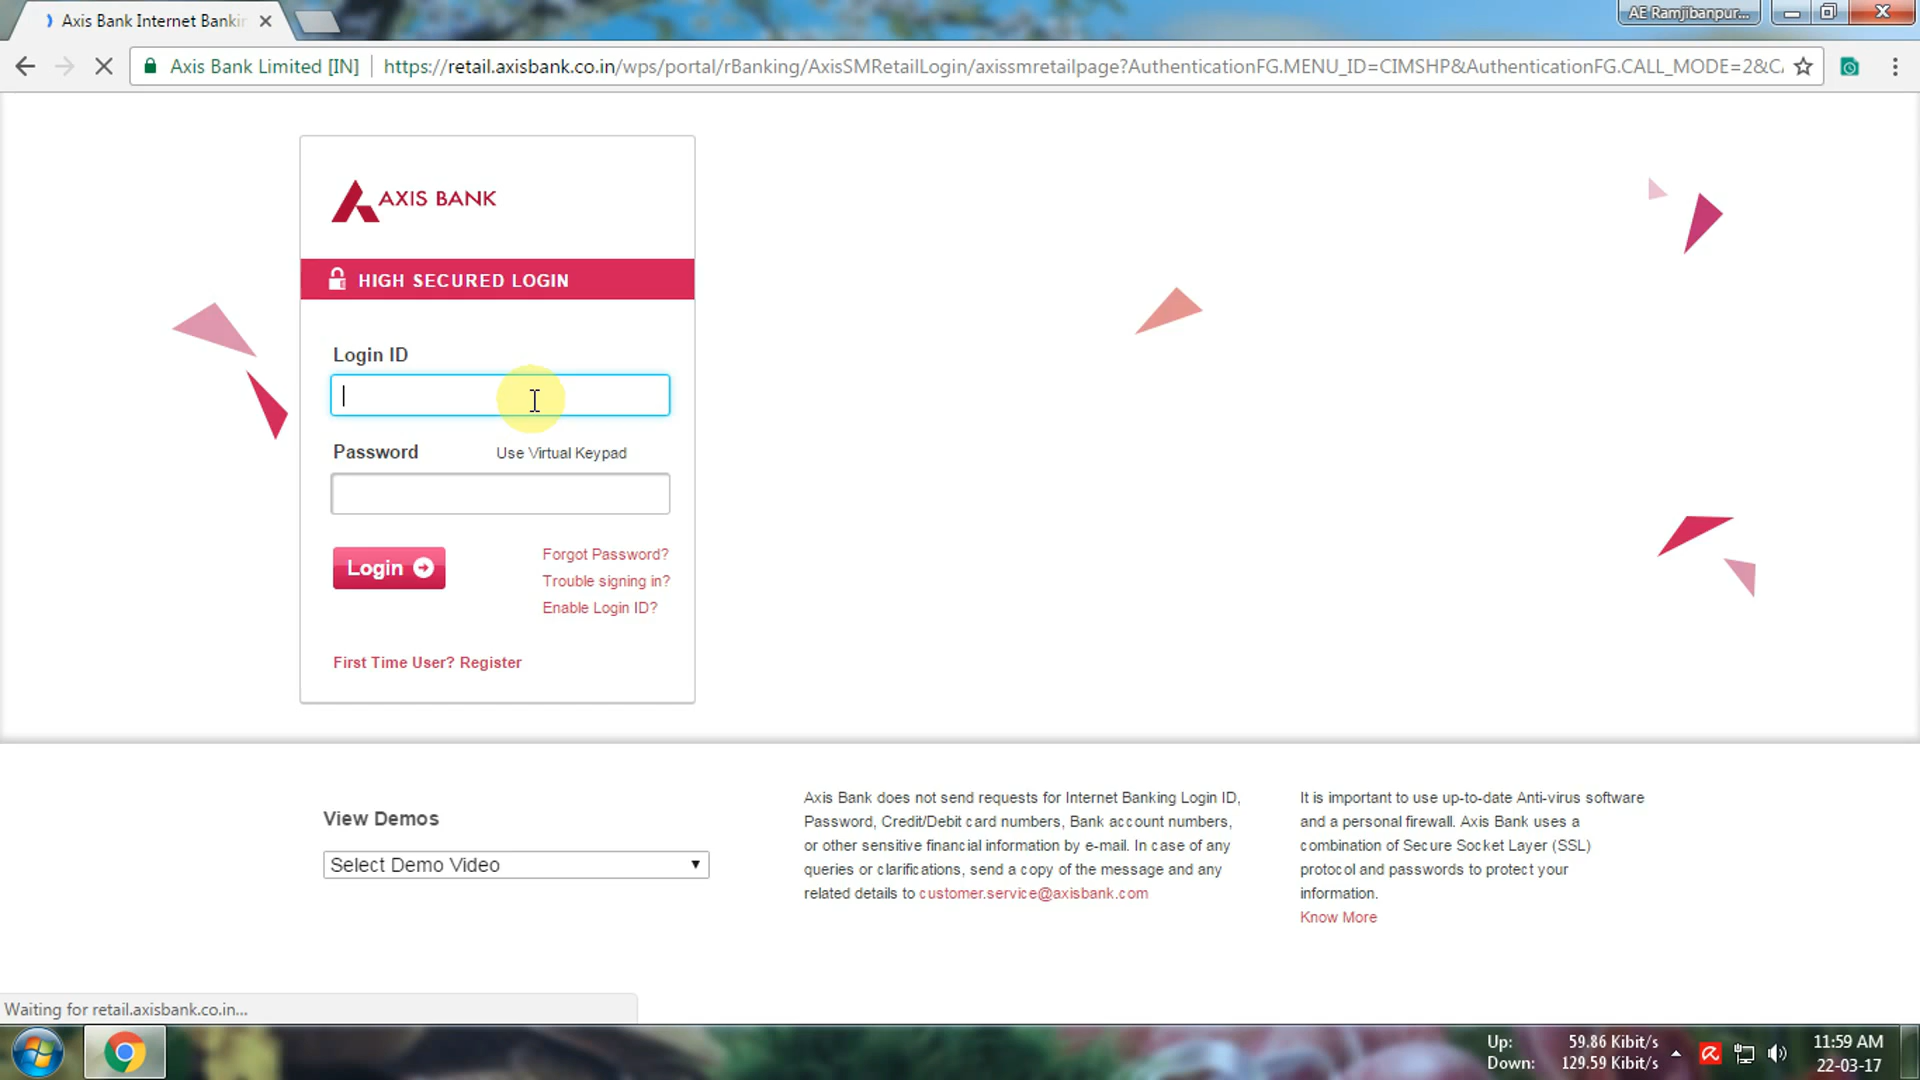 Axis Bank Internet Bankin
AE Ramjibanpur...
Axis Bank Limited [IN]
https://retail.axisbank.co.in/wps/portal/rBanking/AxisSMRetailLogin/axissmretailpage?AuthenticationFG.MENU_ID=CIMSHP&AuthenticationFG.CALL_MODE=2&C
AXIS BANK
HIGH SECURED LOGIN
Login ID
Password
Use Virtual Keypad
Login
Forgot Password?
Trouble signing in?
Enable Login ID?
First Time User? Register
View Demos
Select Demo Video
Axis Bank does not send requests for Internet Banking Login ID,
Password, Credit/Debit card numbers, Bank account numbers,
or other sensitive financial information by e-mail. In case of any
queries or clarifications, send a copy of the message and any
related details to customer.service@axisbank.com
It is important to use up-to-date Anti-virus software
and a personal firewall. Axis Bank uses a
combination of Secure Socket Layer (SSL)
protocol and passwords to protect your
information.
Know More
Waiting for retail.axisbank.co.in...
Up: 59.86 Kibit/s
Down: 129.59 Kibit/s
11:59 AM
22-03-17